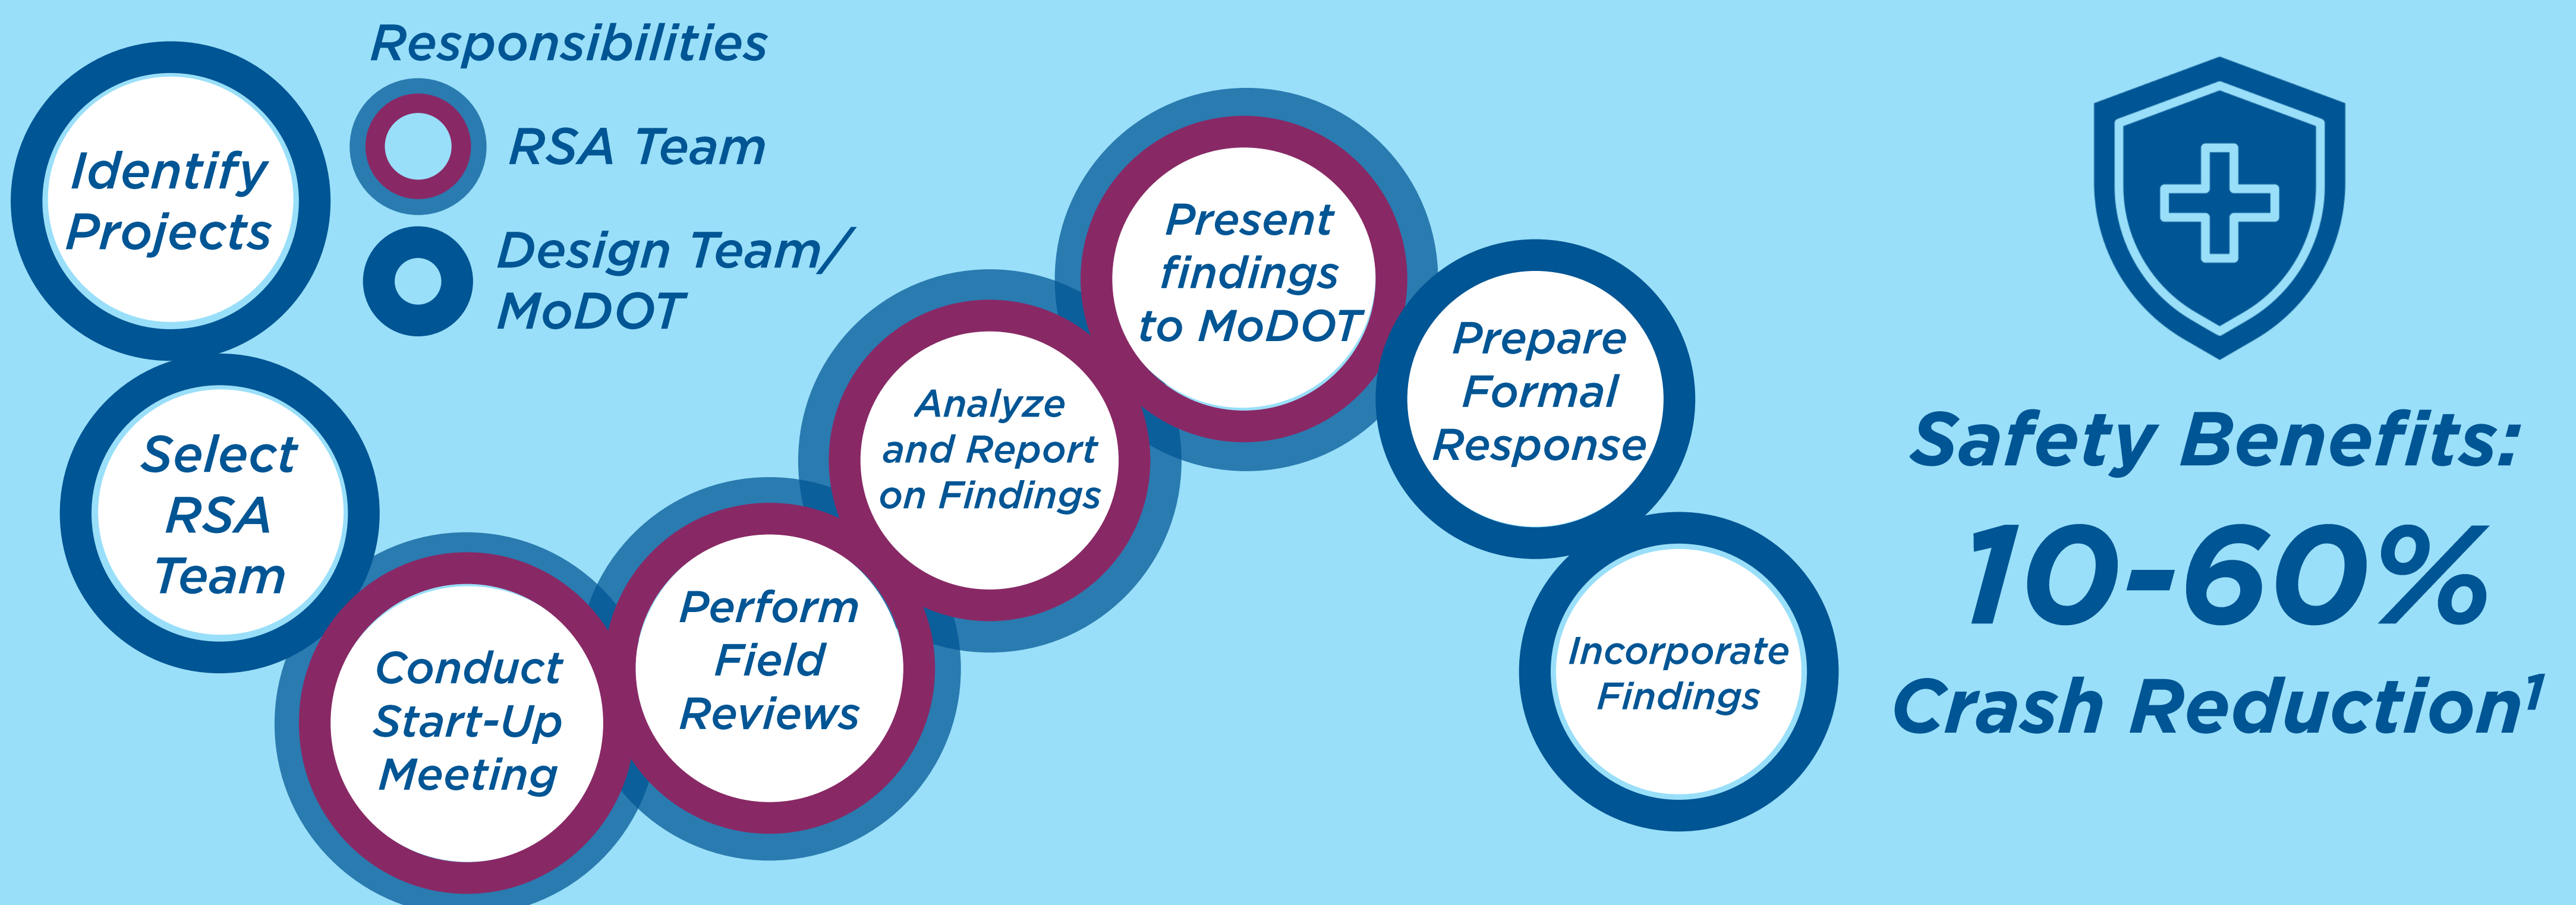 Responsibilities
RSA Team
Design Team/
MoDOT
Identify
Projects
Select
RSA
Team
Conduct
Start-Up
Meeting
Perform
Field
Reviews
Analyze
and Report
on Findings
Present
findings
to MoDOT
Prepare
Formal
Response
Incorporate
Findings
Safety Benefits:
10-60%
Crash Reduction¹